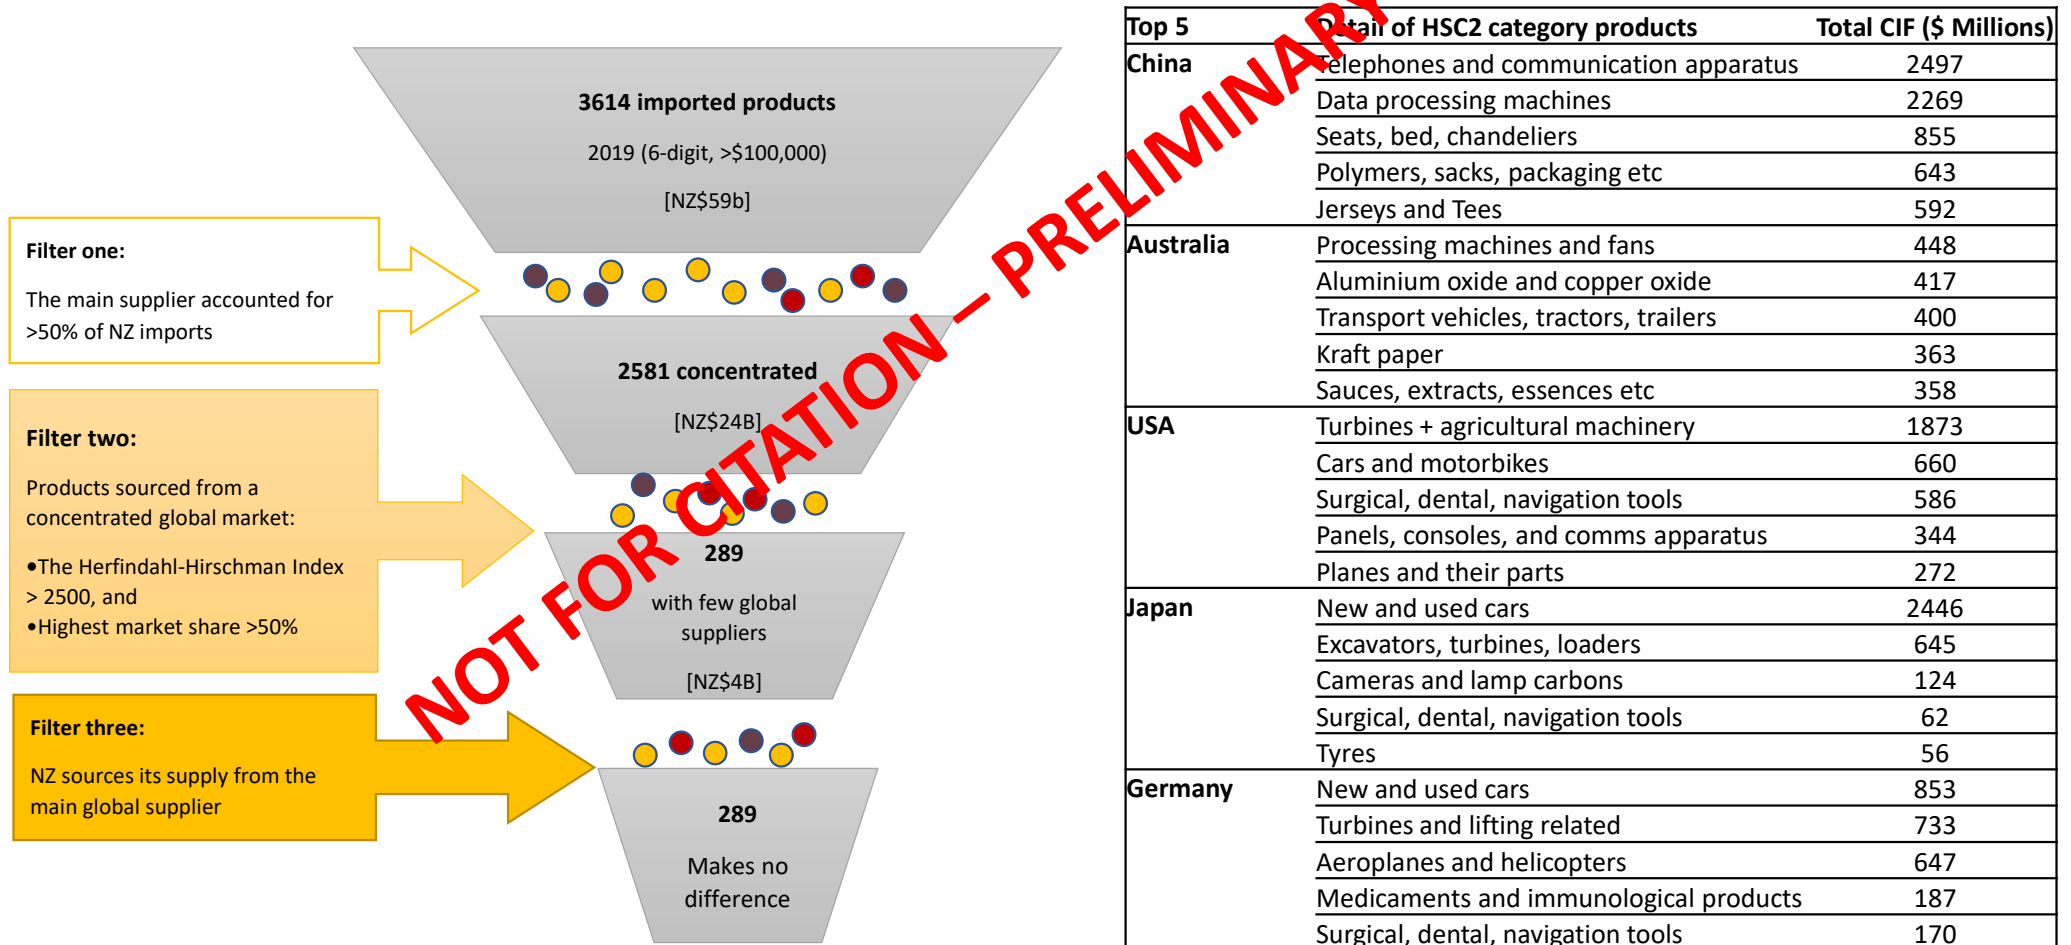 3614 imported products
2019 (6-digit, >$100,000)
[NZ$59b]
Filter one:
The main supplier accounted for
>50% of NZ imports
2581 concentrated
[NZ$24B]
Filter two:
Products sourced from a
concentrated global market:
•The Herfindahl-Hirschman Index
> 2500, and
•Highest market share >50%
289
with few global
suppliers
[NZ$4B]
Filter three:
NZ sources its supply from the
main global supplier
289
Makes no
difference
NOT FOR CITATION – PRELIMINARY
Top 5 Detail of HSC2 category products Total CIF ($ Millions)
China Telephones and communication apparatus 2497
Data processing machines 2269
Seats, bed, chandeliers 855
Polymers, sacks, packaging etc 643
Jerseys and Tees 592
Australia Processing machines and fans 448
Aluminium oxide and copper oxide 417
Transport vehicles, tractors, trailers 400
Kraft paper 363
Sauces, extracts, essences etc 358
USA Turbines + agricultural machinery 1873
Cars and motorbikes 660
Surgical, dental, navigation tools 586
Panels, consoles, and comms apparatus 344
Planes and their parts 272
Japan New and used cars 2446
Excavators, turbines, loaders 645
Cameras and lamp carbons 124
Surgical, dental, navigation tools 62
Tyres 56
Germany New and used cars 853
Turbines and lifting related 733
Aeroplanes and helicopters 647
Medicaments and immunological products 187
Surgical, dental, navigation tools 170